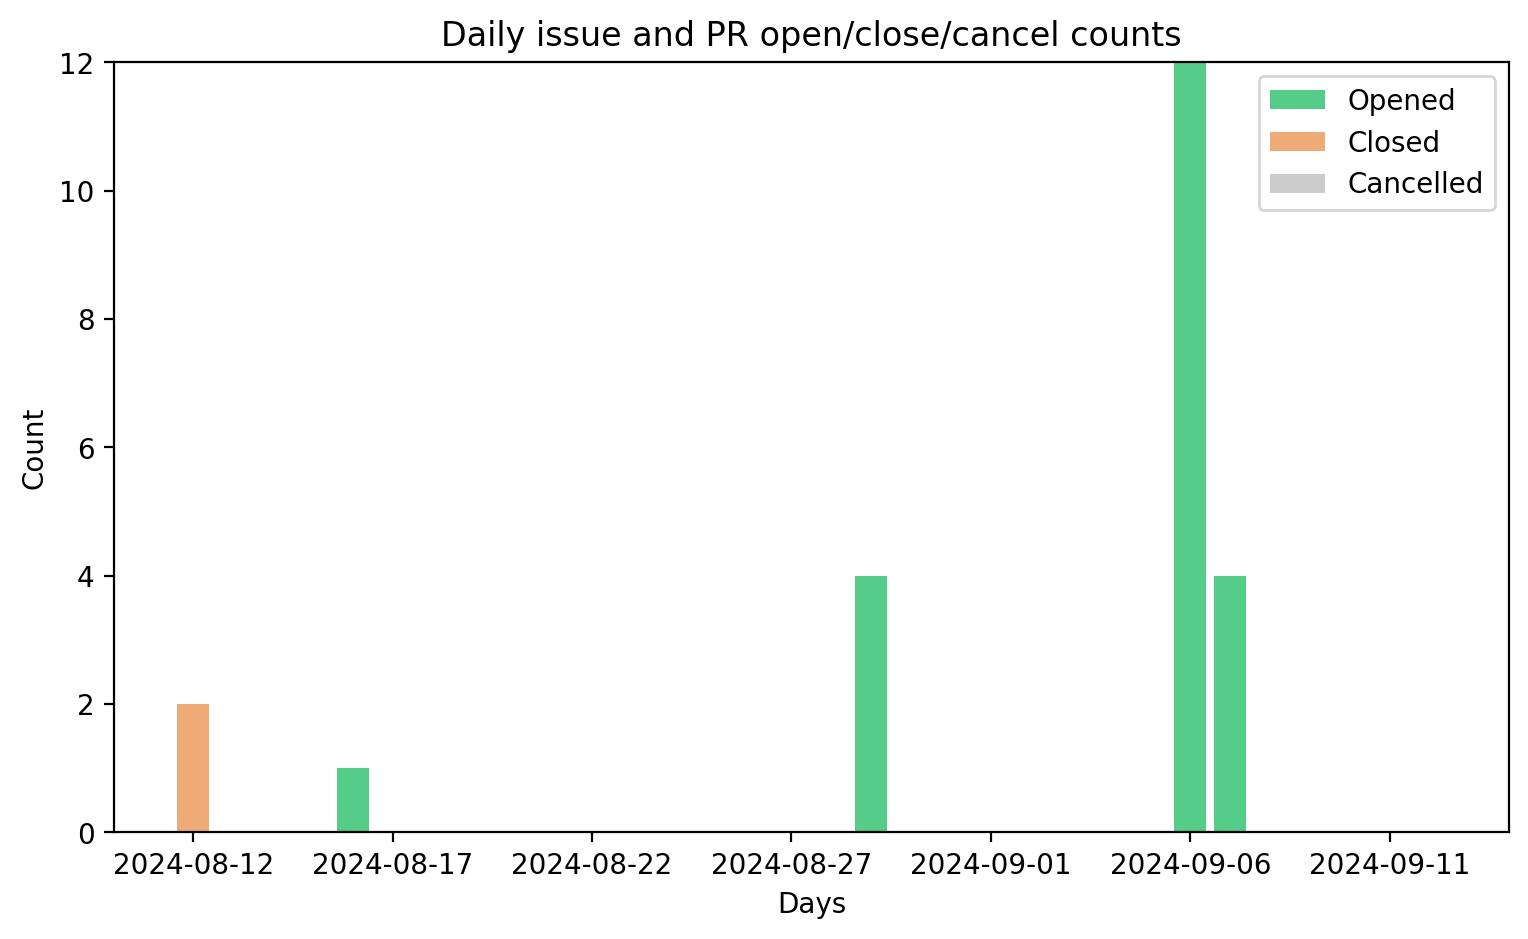 Daily issue and PR open/close/cancel counts
12
10
8
6
4
2
0
Count
Opened
Closed
Cancelled
2024-08-12 2024-08-17 2024-08-22 2024-08-27 2024-09-01 2024-09-06 2024-09-11
Days